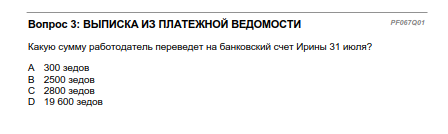 Вопрос 3: ВЫПИСКА ИЗ ПЛАТЕЖНОЙ ВЕДОМОСТИ PF067Q01
Какую сумму работодатель переведет на банковский счет Ирины 31 июля?
A 300 зедов
B 2500 зедов
C 2800 зедов
D 19 600 зедов